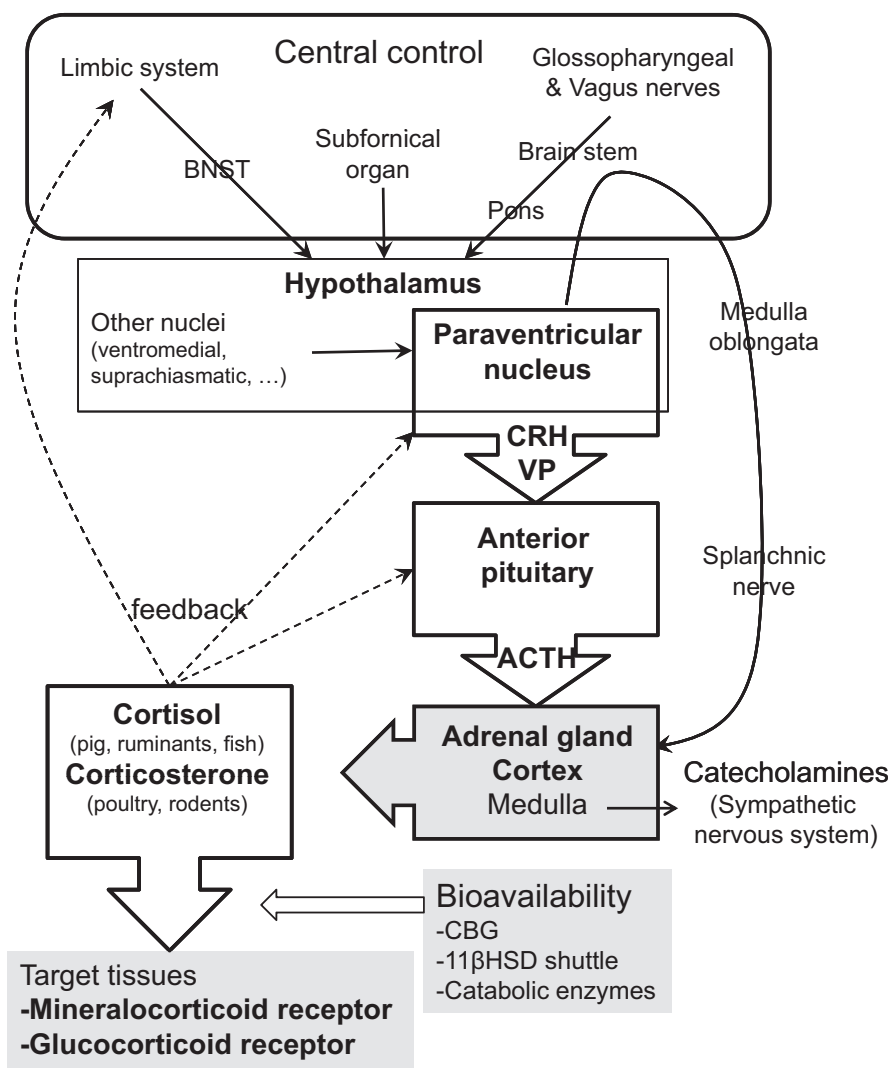 Central control
Limbic system
Glossopharyngeal
& Vagus nerves
BNST
Subfornical
organ
Brain stem
Pons
Hypothalamus
Other nuclei
(ventromedial,
suprachiasmatic, …)
Paraventricular
nucleus
Medulla
oblongata
CRH
VP
Anterior
pituitary
Splanchnic
nerve
feedback
ACTH
Cortisol
(pig, ruminants, fish)
Corticosterone
(poultry, rodents)
Adrenal gland
Cortex
Medulla
Catecholamines
(Sympathetic
nervous system)
Bioavailability
-CBG
-11βHSD shuttle
-Catabolic enzymes
Target tissues
-Mineralocorticoid receptor
-Glucocorticoid receptor